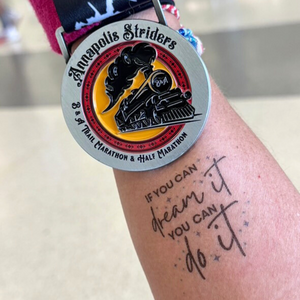 Annapolis Striders
B & A Trail Marathon & Half Marathon
IF YOU CAN
dream it
YOU CAN
do it